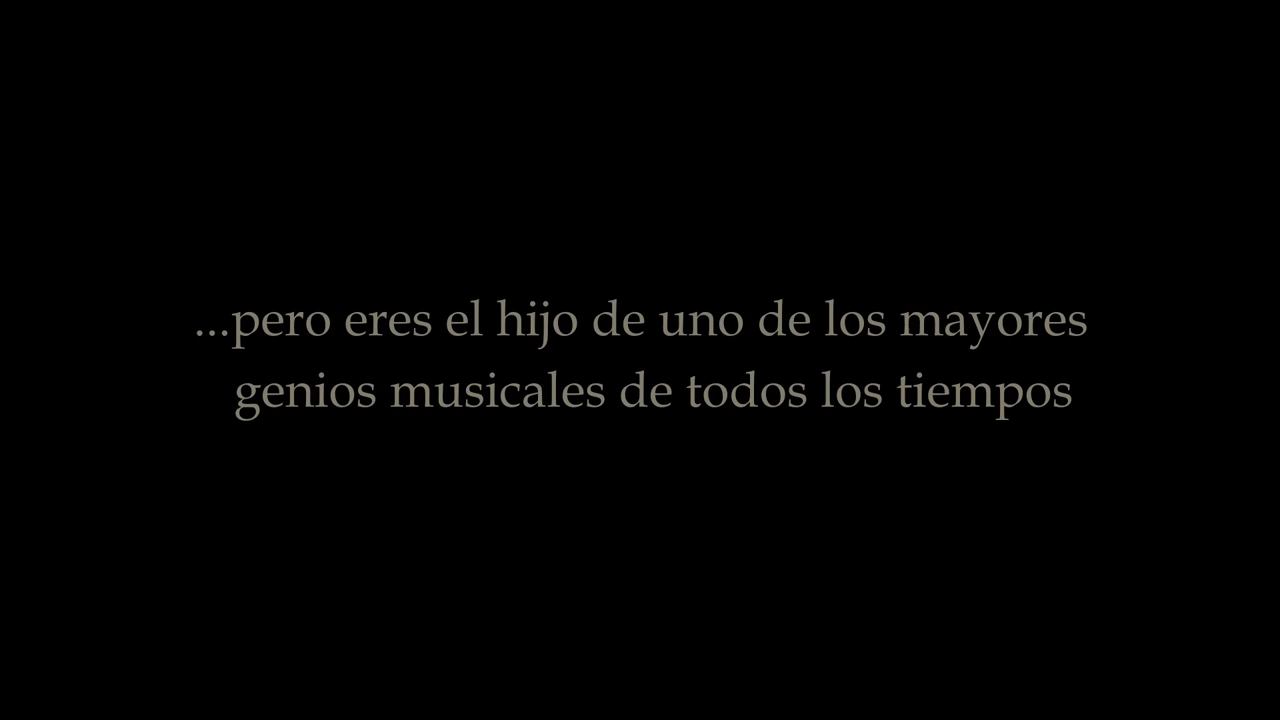 ...pero eres el hijo de uno de los mayores
genios musicales de todos los tiempos